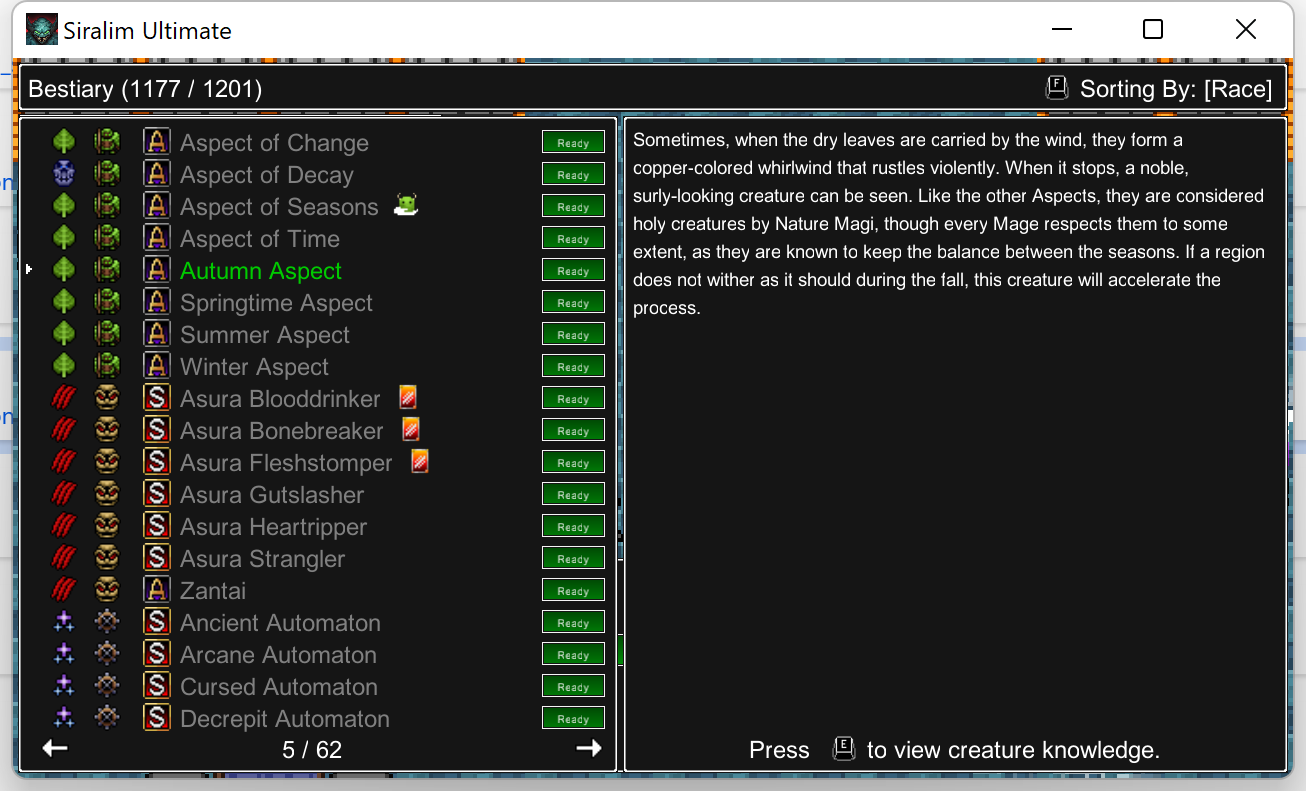 Siralim Ultimate
Bestiary (1177 / 1201)
F Sorting By: [Race]
A Aspect of Change Ready
A Aspect of Decay Ready
A Aspect of Seasons Ready
A Aspect of Time Ready
A Autumn Aspect Ready
A Springtime Aspect Ready
A Summer Aspect Ready
A Winter Aspect Ready
S Asura Blooddrinker Ready
S Asura Bonebreaker Ready
S Asura Fleshstomper Ready
S Asura Gutslasher Ready
S Asura Heartripper Ready
S Asura Strangler Ready
A Zantai Ready
S Ancient Automaton Ready
S Arcane Automaton Ready
S Cursed Automaton Ready
S Decrepit Automaton Ready
5 / 62
Sometimes, when the dry leaves are carried by the wind, they form a
copper-colored whirlwind that rustles violently. When it stops, a noble,
surly-looking creature can be seen. Like the other Aspects, they are considered
holy creatures by Nature Magi, though every Mage respects them to some
extent, as they are known to keep the balance between the seasons. If a region
does not wither as it should during the fall, this creature will accelerate the
process.
Press E to view creature knowledge.